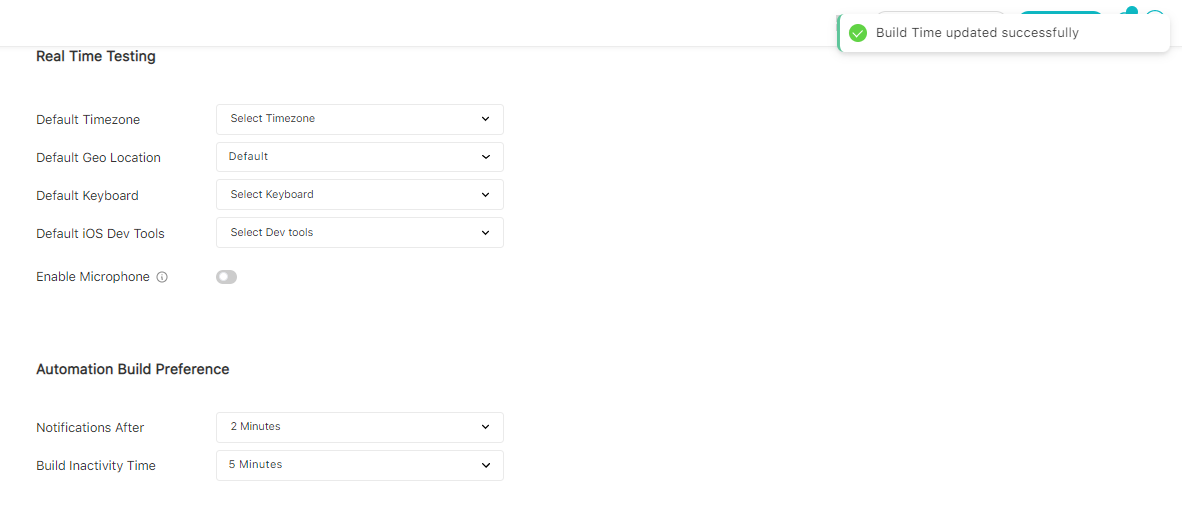 Build Time updated successfully
Real Time Testing
Default Timezone Select Timezone
Default Geo Location Default
Default Keyboard Select Keyboard
Default iOS Dev Tools Select Dev tools
Enable Microphone
Automation Build Preference
Notifications After 2 Minutes
Build Inactivity Time 5 Minutes